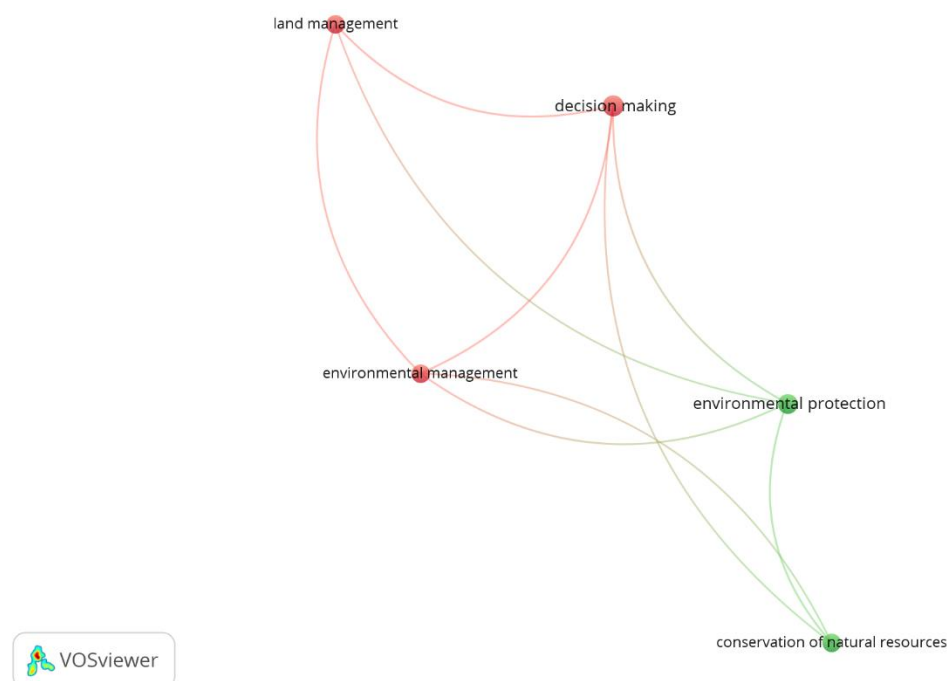 land management
decision making
environmental management
environmental protection
conservation of natural resources
VOSviewer